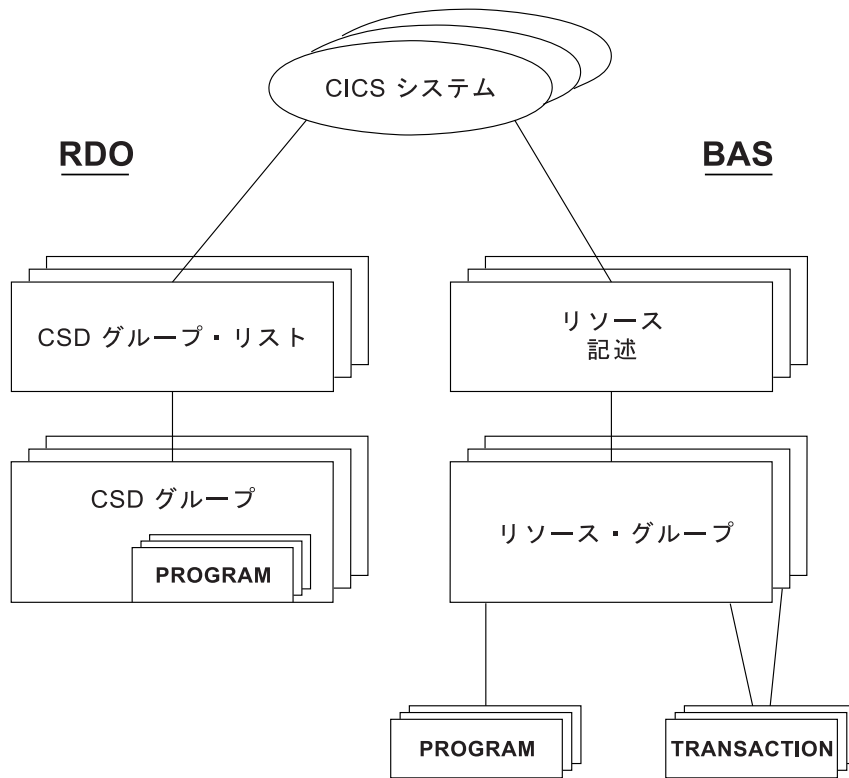 CICS システム
RDO
BAS
CSD グループ・リスト
リソース
記述
CSD グループ
PROGRAM
リソース・グループ
PROGRAM
TRANSACTION